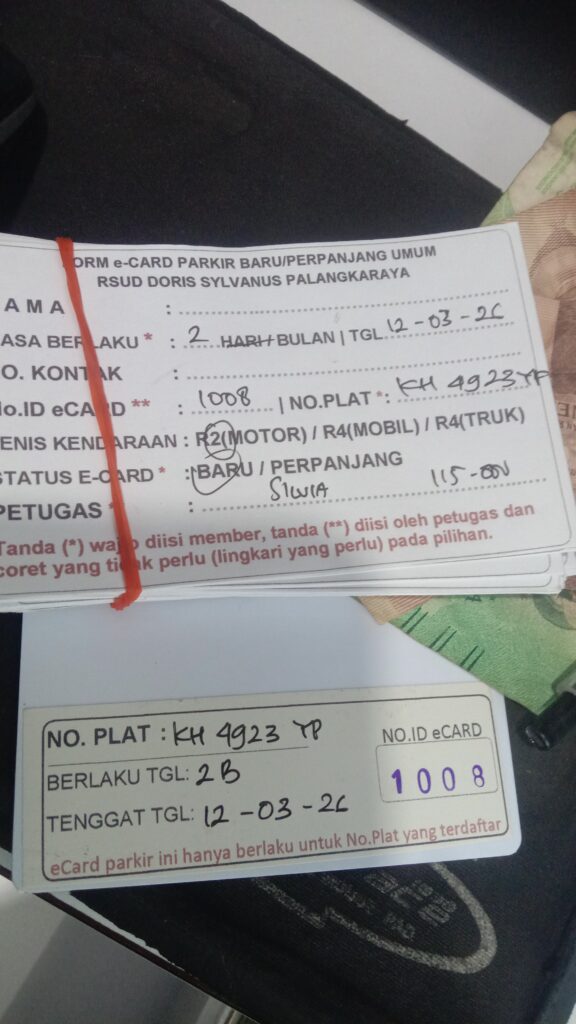 FORM e-CARD PARKIR BARU/PERPANJANG UMUM
RSUD DORIS SYLVANUS PALANGKARAYA
AMA :
ASA BERLAKU * : 2 HARI/BULAN | TGL 12-03-26
O. KONTAK :
No.ID eCARD ** : 1008 | NO.PLAT *: KH 4923 YP
ENIS KENDARAAN : R2(MOTOR) / R4(MOBIL) / R4(TRUK)
STATUS E-CARD * : BARU / PERPANJANG
PETUGAS : SILVIA 115-000
Tanda (*) wajib diisi member, tanda (**) diisi oleh petugas dan
coret yang tidak perlu (lingkari yang perlu) pada pilihan.
NO. PLAT : KH 4923 YP
NO.ID eCARD
1008
BERLAKU TGL: 2B
TENGGAT TGL: 12-03-26
eCard parkir ini hanya berlaku untuk No.Plat yang terdaftar